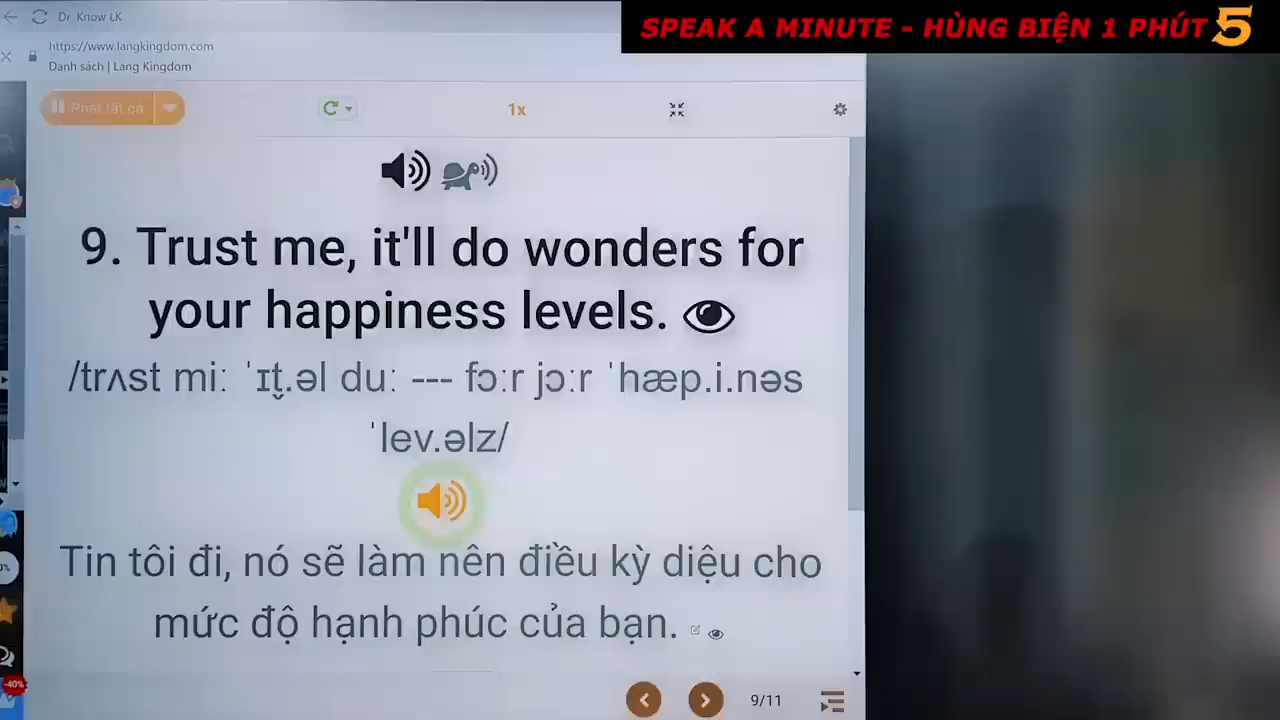 Dr Know LK
SPEAK A MINUTE - HÙNG BIỆN 1 PHÚT 5
https://www.langkingdom.com
Danh sách | Lang Kingdom
Phát tất cả
1x
9. Trust me, it'll do wonders for
your happiness levels.
/trʌst miː ˈɪt̬.əl duː --- fɔːr jɔːr ˈhæp.i.nəs
ˈlev.əlz/
Tin tôi đi, nó sẽ làm nên điều kỳ diệu cho
mức độ hạnh phúc của bạn.
-40%
9/11